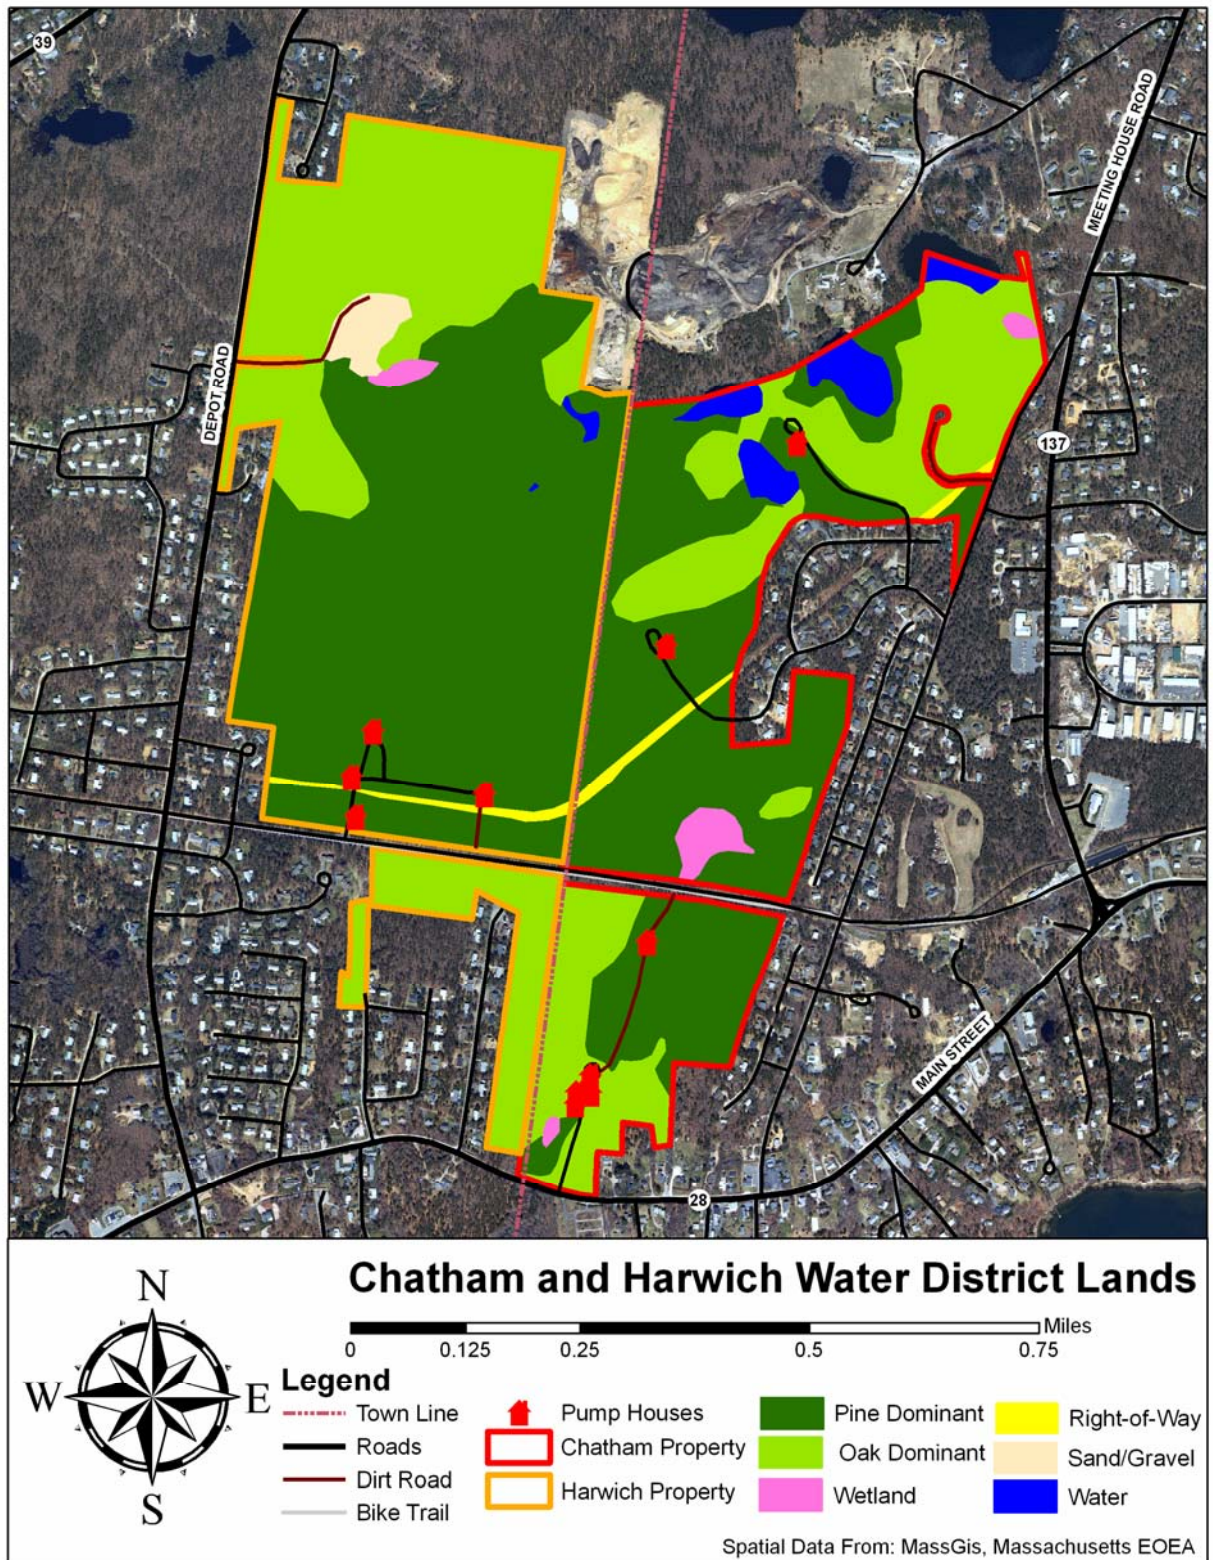 39
MEETING HOUSE ROAD
DEPOT ROAD
137
MAIN STREET
28
Chatham and Harwich Water District Lands
Miles
0 0.125 0.25 0.5 0.75
N
W E
S
Legend
Town Line
Roads
Dirt Road
Bike Trail
Pump Houses
Chatham Property
Harwich Property
Pine Dominant
Oak Dominant
Wetland
Right-of-Way
Sand/Gravel
Water
Spatial Data From: MassGis, Massachusetts EOEA